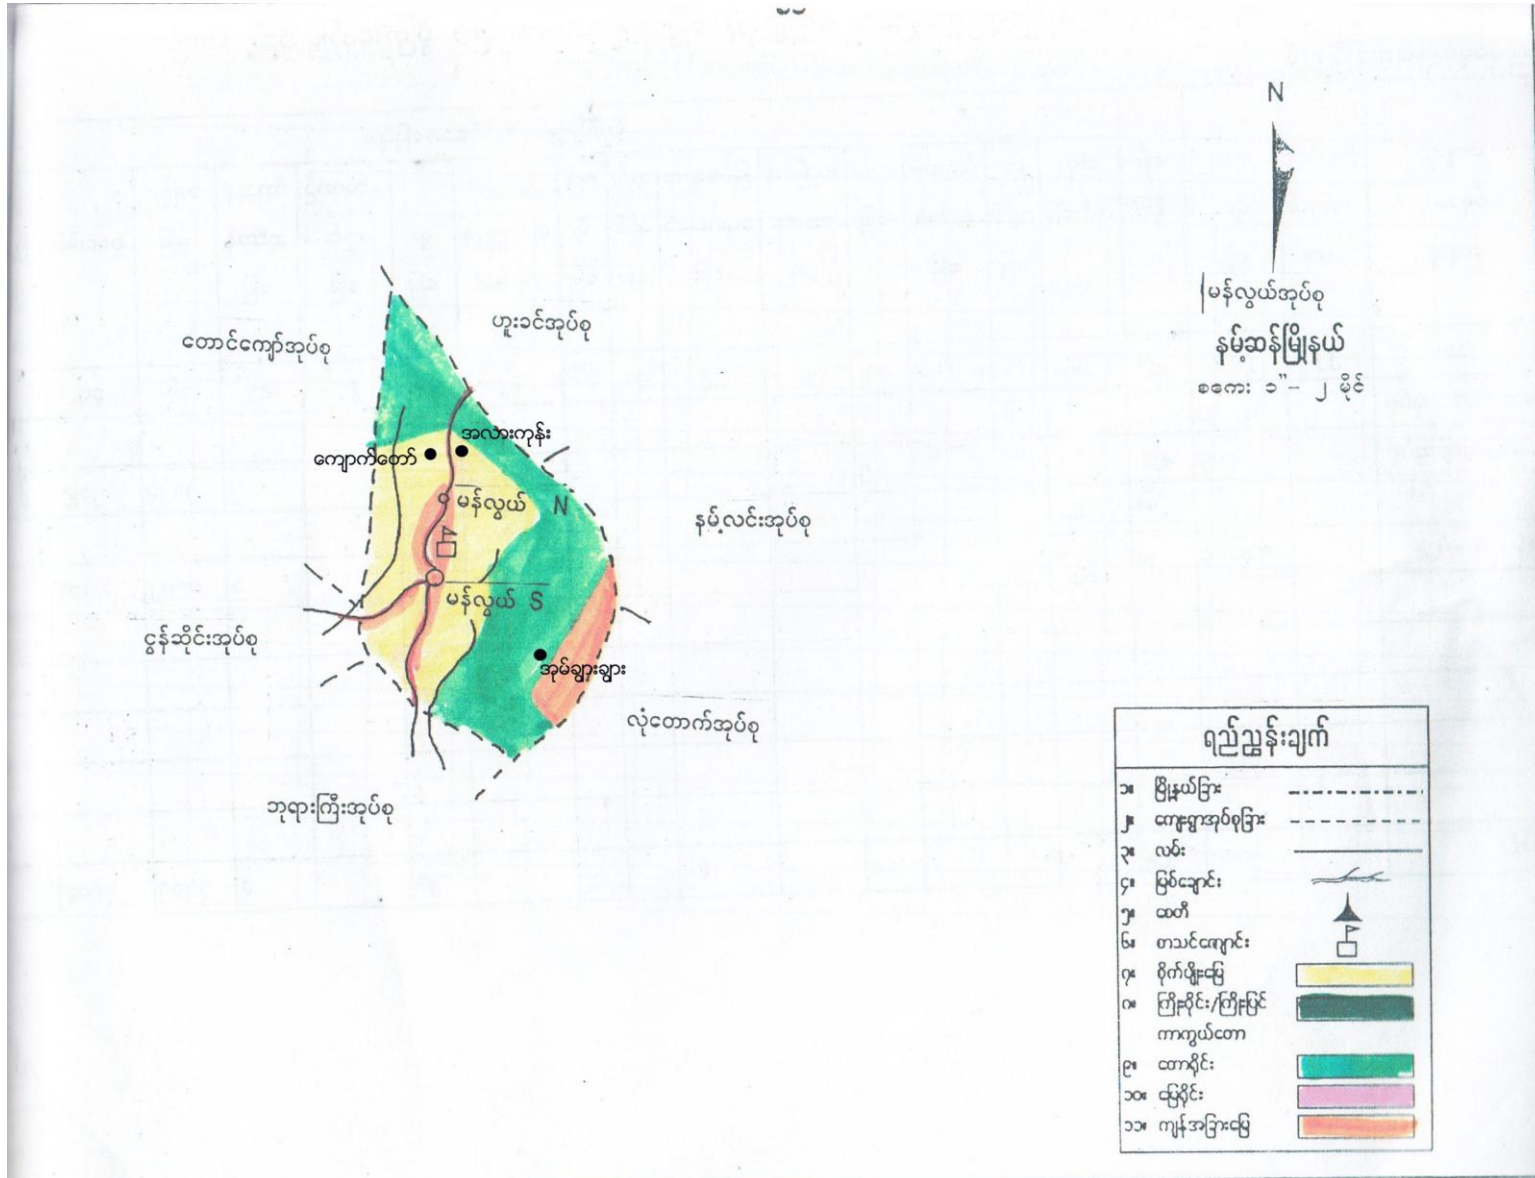 N
မန်လွယ်အုပ်စု
နမ့်ဆန်မြို့နယ်
စကေး ၁" – ၂ မိုင်
ဟူးခင်အုပ်စု
တောင်ကျော်အုပ်စု
အလားကုန်း
ကျောက်တော်
မန်လွယ် N
နမ့်လင်းအုပ်စု
မန်လွယ် S
ငွန်ဆိုင်းအုပ်စု
အုမ်ချွားချွား
လုံတောက်အုပ်စု
ဘုရားကြီးအုပ်စု
ရည်ညွှန်းချက်
၁။ မြို့နယ်ခြား
၂။ ကျေးရွာအုပ်စုခြား
၃။ လမ်း
၄။ မြစ်ချောင်း
၅။ စေတီ
၆။ စာသင်ကျောင်း
၇။ စိုက်ပျိုးမြေ
၈။ ကြိုးဝိုင်း/ကြိုးပြင်
ကာကွယ်တော
၉။ တောရိုင်း
၁၀။ မြေရိုင်း
၁၁။ ကျန်အခြားမြေ